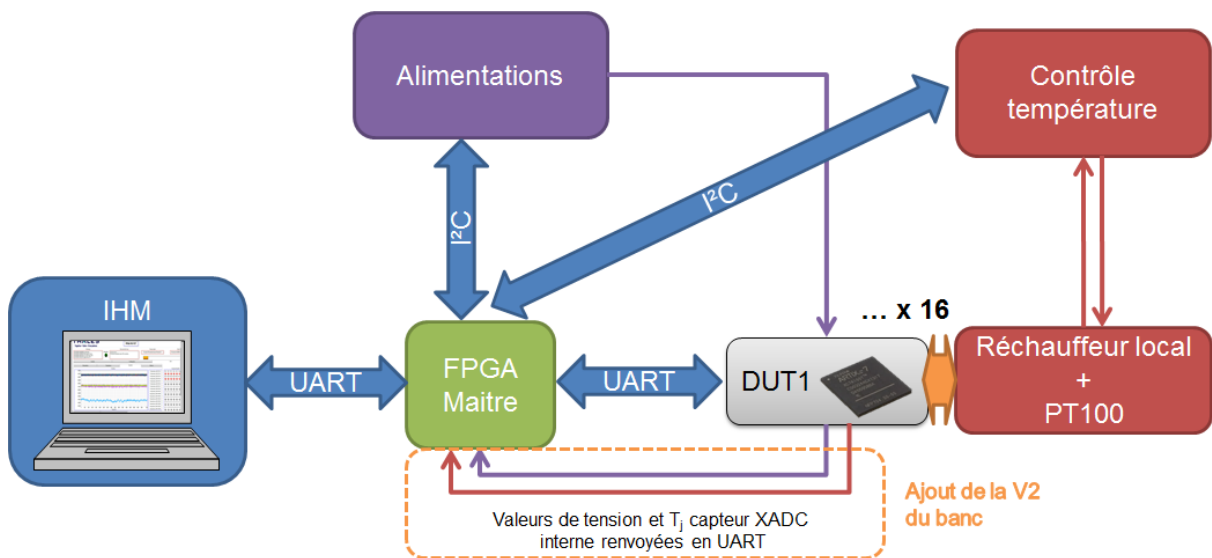 Alimentations
Contrôle
température
I²C
I²C
IHM
... x 16
UART
FPGA
Maitre
UART
DUT1
Réchauffeur local
+
PT100
Valeurs de tension et Tj capteur XADC
interne renvoyées en UART
Ajout de la V2
du banc